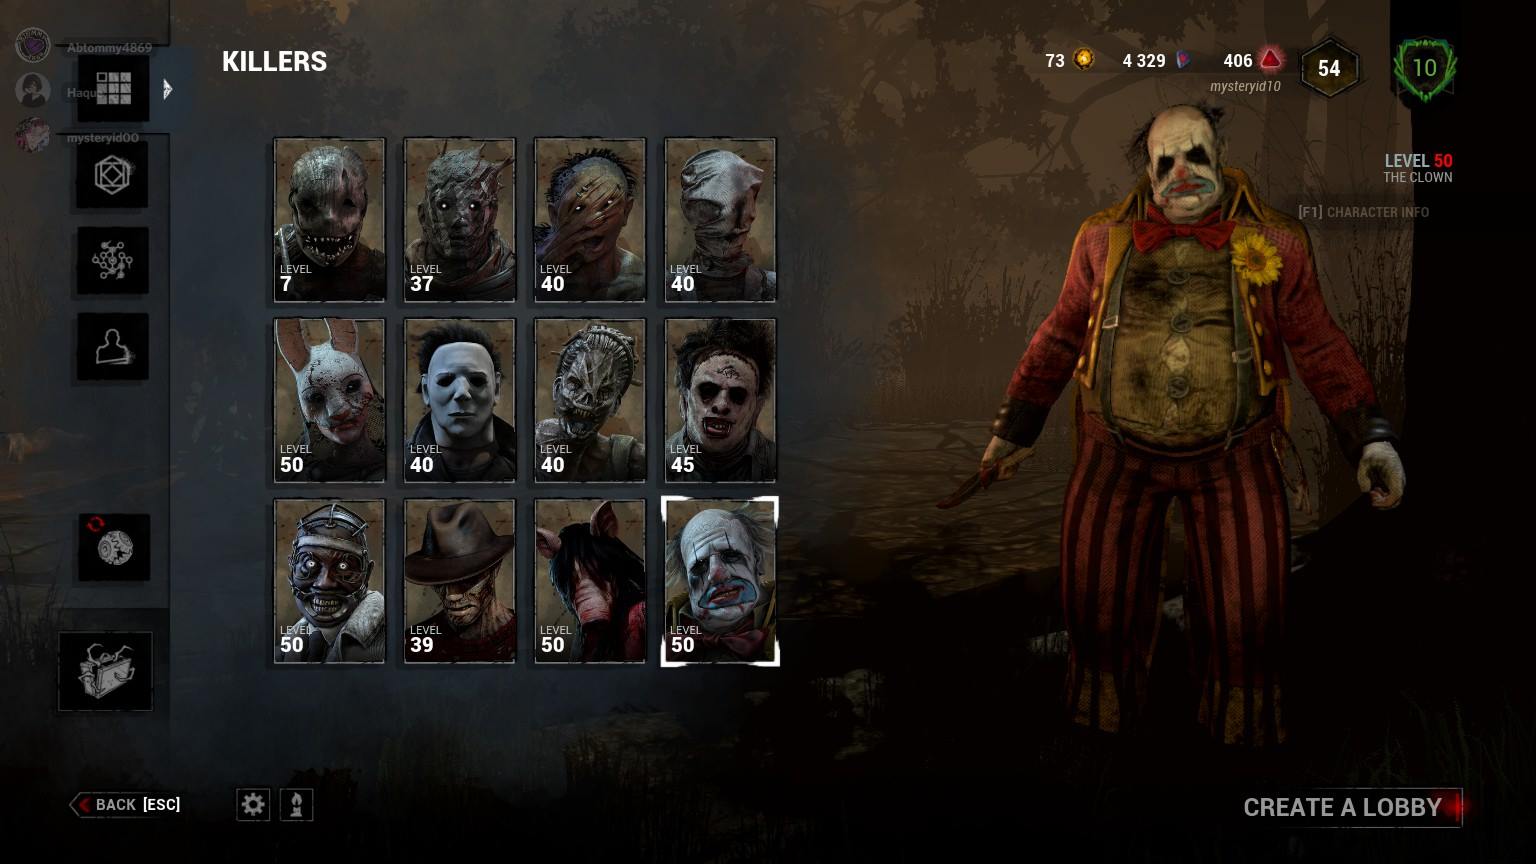 Abtommy4869
Haqu
mysteryid00
KILLERS
73
4 329
406
mysteryid10
54
10
LEVEL 50
THE CLOWN
[F1] CHARACTER INFO
LEVEL
7
LEVEL
37
LEVEL
40
LEVEL
40
LEVEL
50
LEVEL
40
LEVEL
40
LEVEL
45
LEVEL
50
LEVEL
39
LEVEL
50
LEVEL
50
BACK [ESC]
CREATE A LOBBY